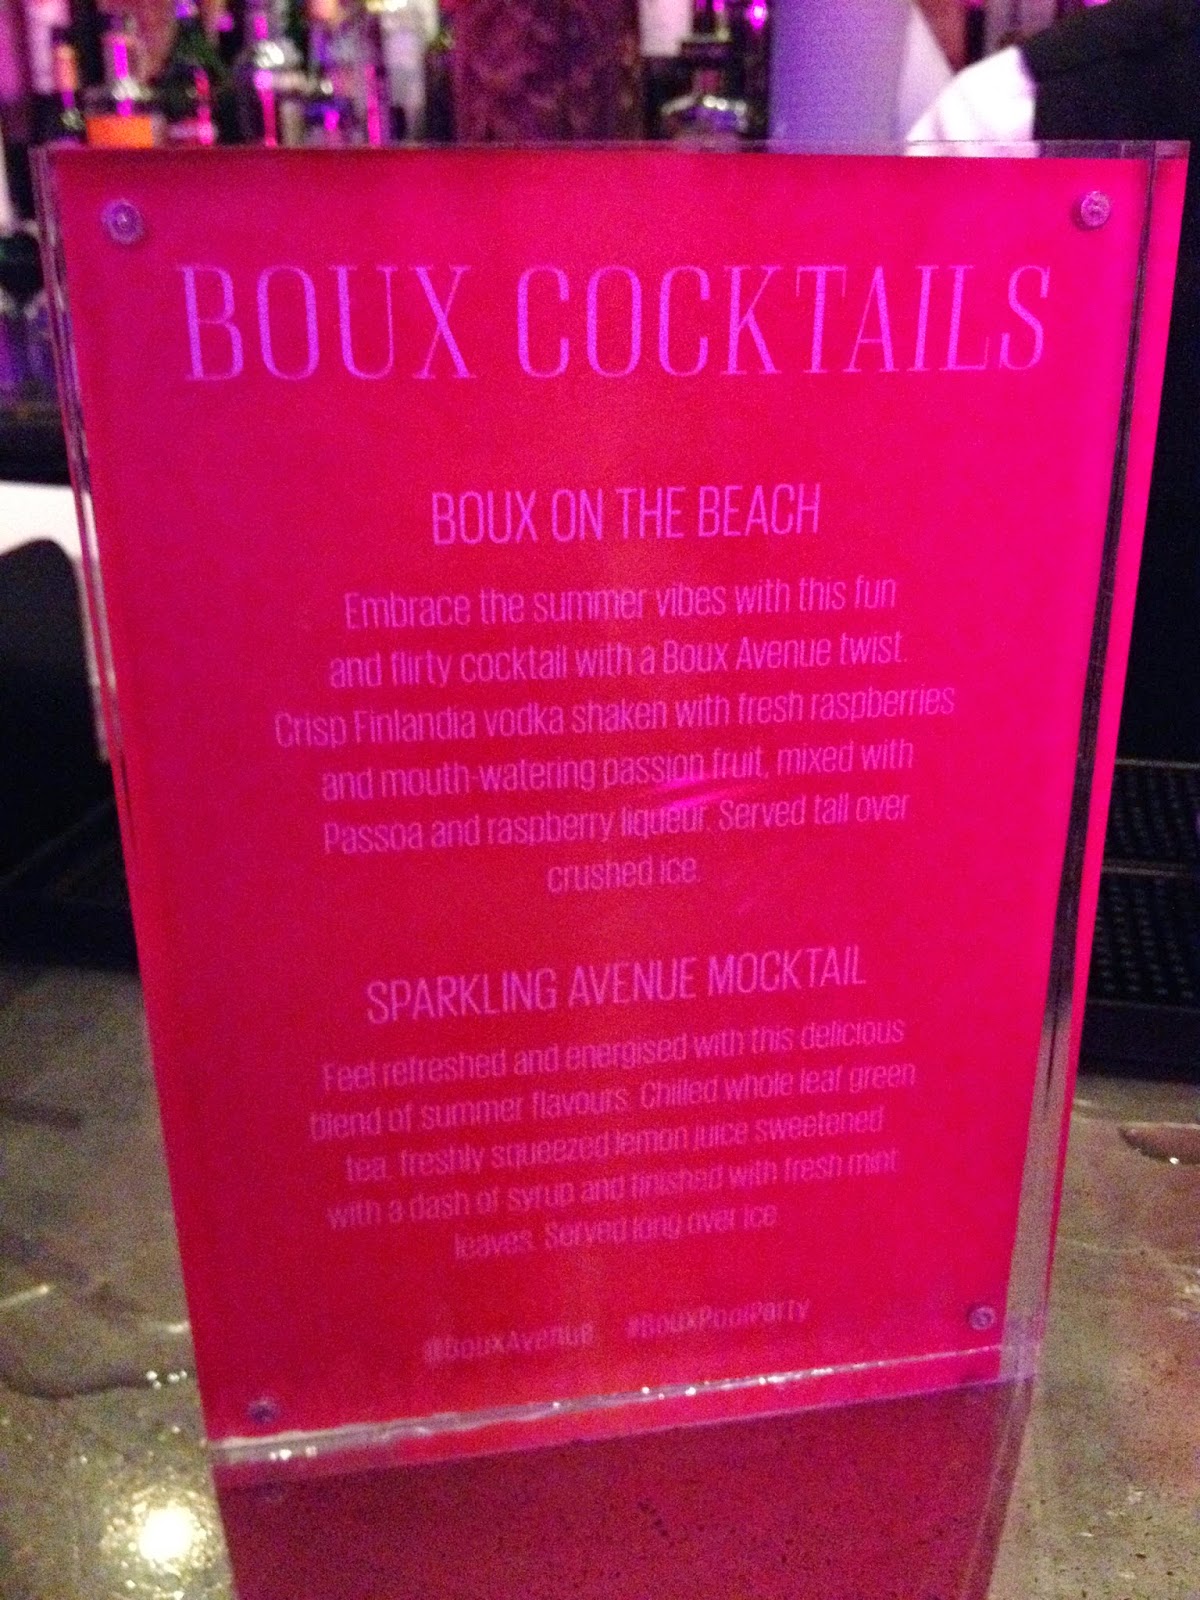 BOUX COCKTAILS
BOUX ON THE BEACH
Embrace the summer vibes with this fun
and flirty cocktail with a Boux Avenue twist.
Crisp Finlandia vodka shaken with fresh raspberries
and mouth-watering passion fruit, mixed with
Passoa and raspberry liqueur. Served tall over
crushed ice.
SPARKLING AVENUE MOCKTAIL
Feel refreshed and energised with this delicious
blend of summer flavours. Chilled whole leaf green
tea, freshly squeezed lemon juice sweetened
with a dash of syrup and finished with fresh mint
leaves. Served long over ice
@BouxAvenue #BouxPoolParty